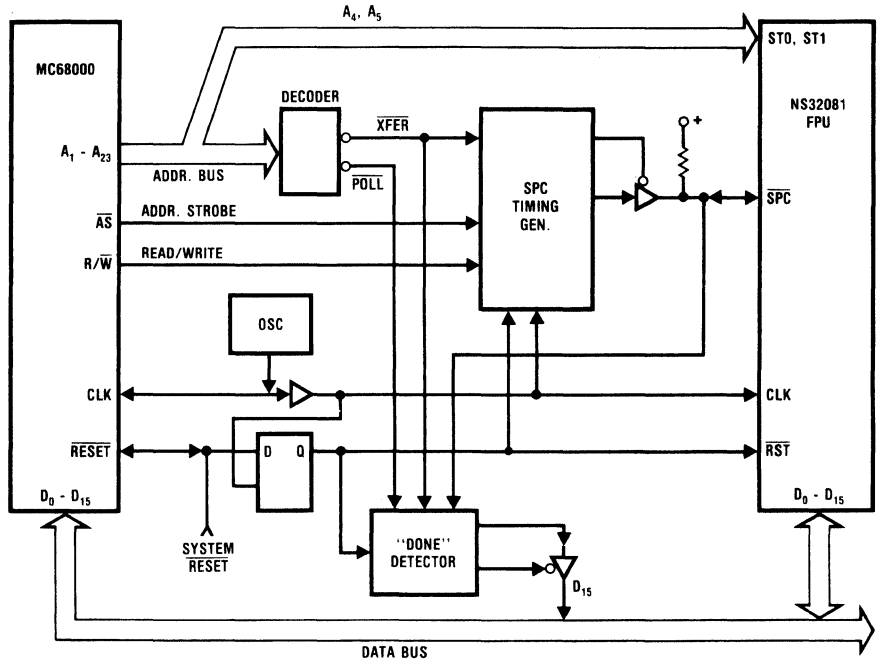 A4, A5
MC68000
ST0, ST1
NS32081
FPU
DECODER
XFER
A1 - A23
ADDR. BUS
POLL
SPC
TIMING
GEN.
+
SPC
AS
ADDR. STROBE
R/W
READ/WRITE
OSC
CLK
CLK
RESET
D
Q
RST
D0 - D15
D0 - D15
SYSTEM
RESET
"DONE"
DETECTOR
D15
DATA BUS